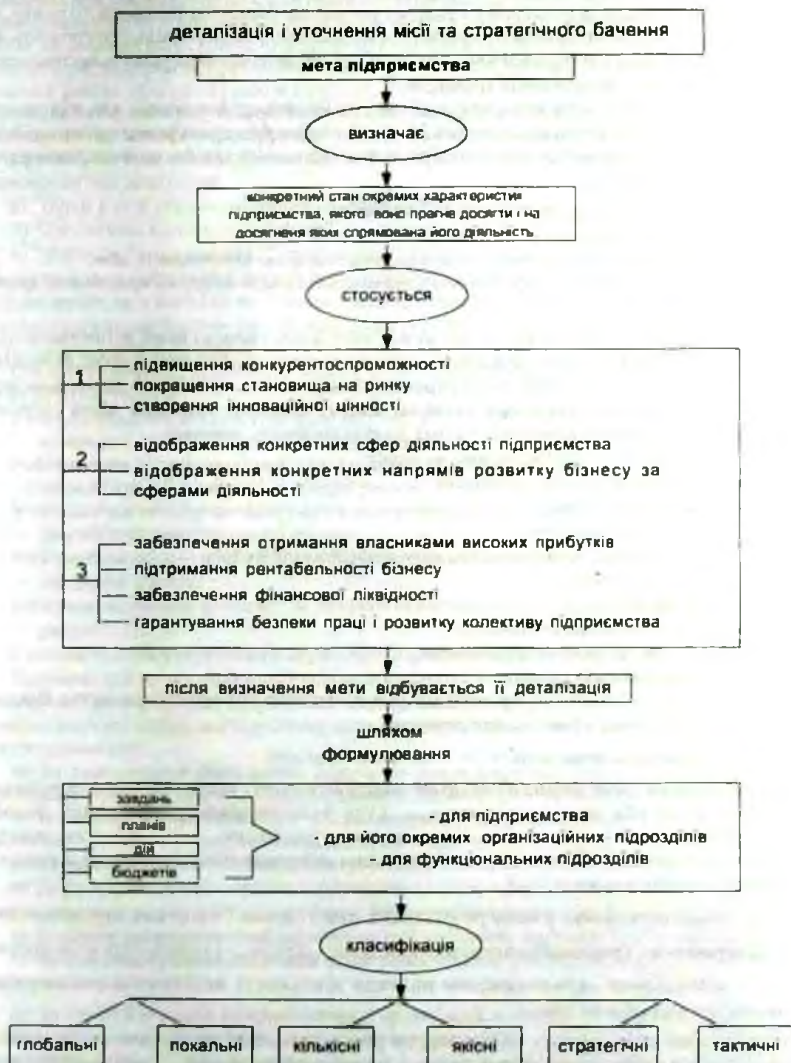 деталізація і уточнення місії та стратегічного бачення
мета підприємства
визначає
конкретний стан окремих характеристик
підприємства, якого воно прагне досягти і на
досягненя яких спрямована його діяльність
стосується
1
підвищення конкурентоспроможності
покращення становища на ринку
створення інноваційної цінності
2
відображення конкретних сфер діяльності підприємства
відображення конкретних напрямів розвитку бізнесу за
сферами діяльності
3
забезпечення отримання власниками високих прибутків
підтримання рентабельності бізнесу
забезпечення фінансової ліквідності
гарантування безпеки праці і розвитку колективу підприємства
після визначення мети відбувається її деталізація
шляхом
формулювання
завдань
планів
дій
бюджетів
- для підприємства
- для його окремих організаційних підрозділів
- для функціональних підрозділів
класифікація
глобальні локальні кількісні якісні стратегічні тактичні